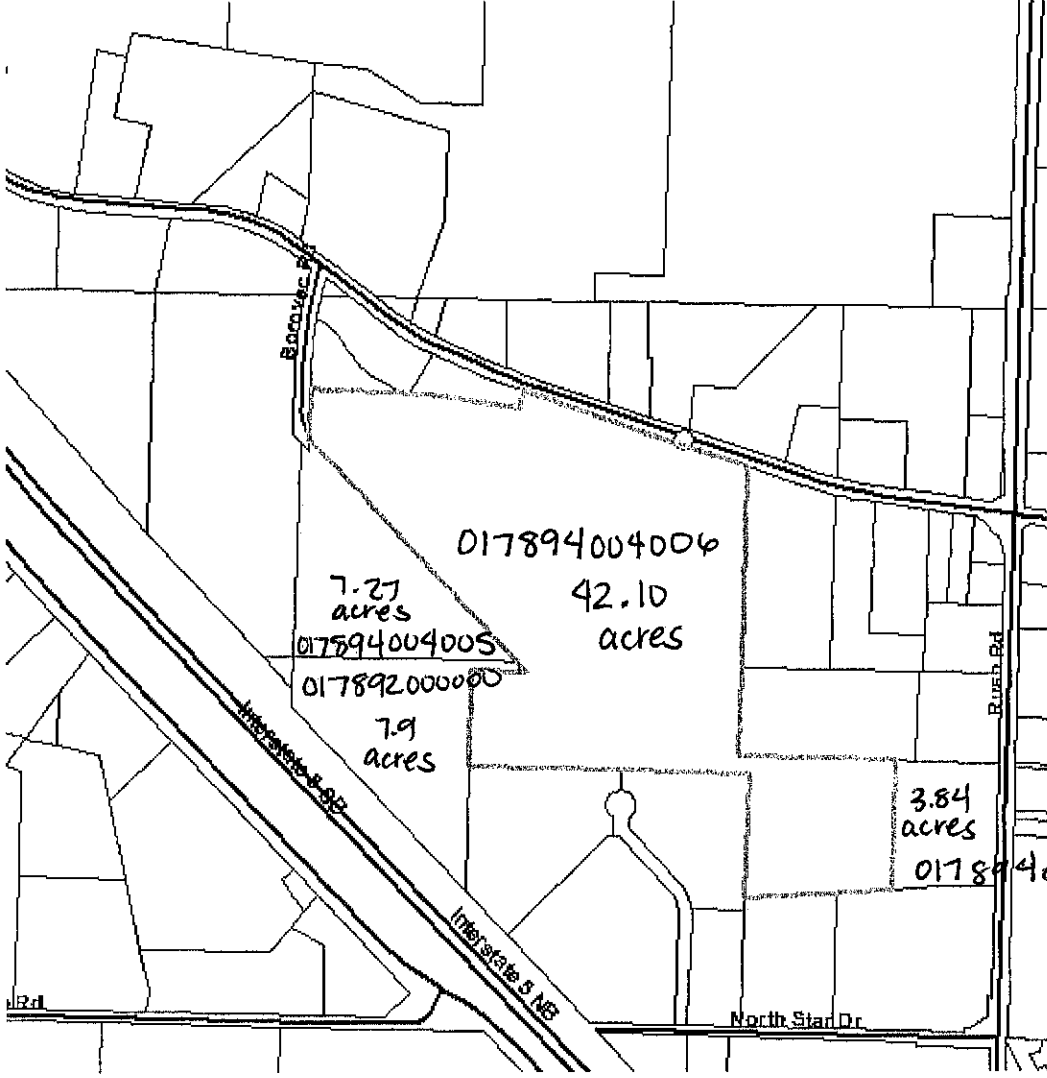 017894004006
42.10
acres
7.27
acres
017894004005
017892000000
7.9
acres
Rush Rd
Interstate 5 SB
3.84
acres
Interstate 5 NB
Rd
North Star Dr